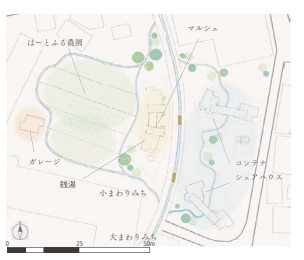 マルシェ
はーとふる農園
ガレージ
コンテナ
シェアハウス
銭湯
小まわりみち
大まわりみち
0 25 50m